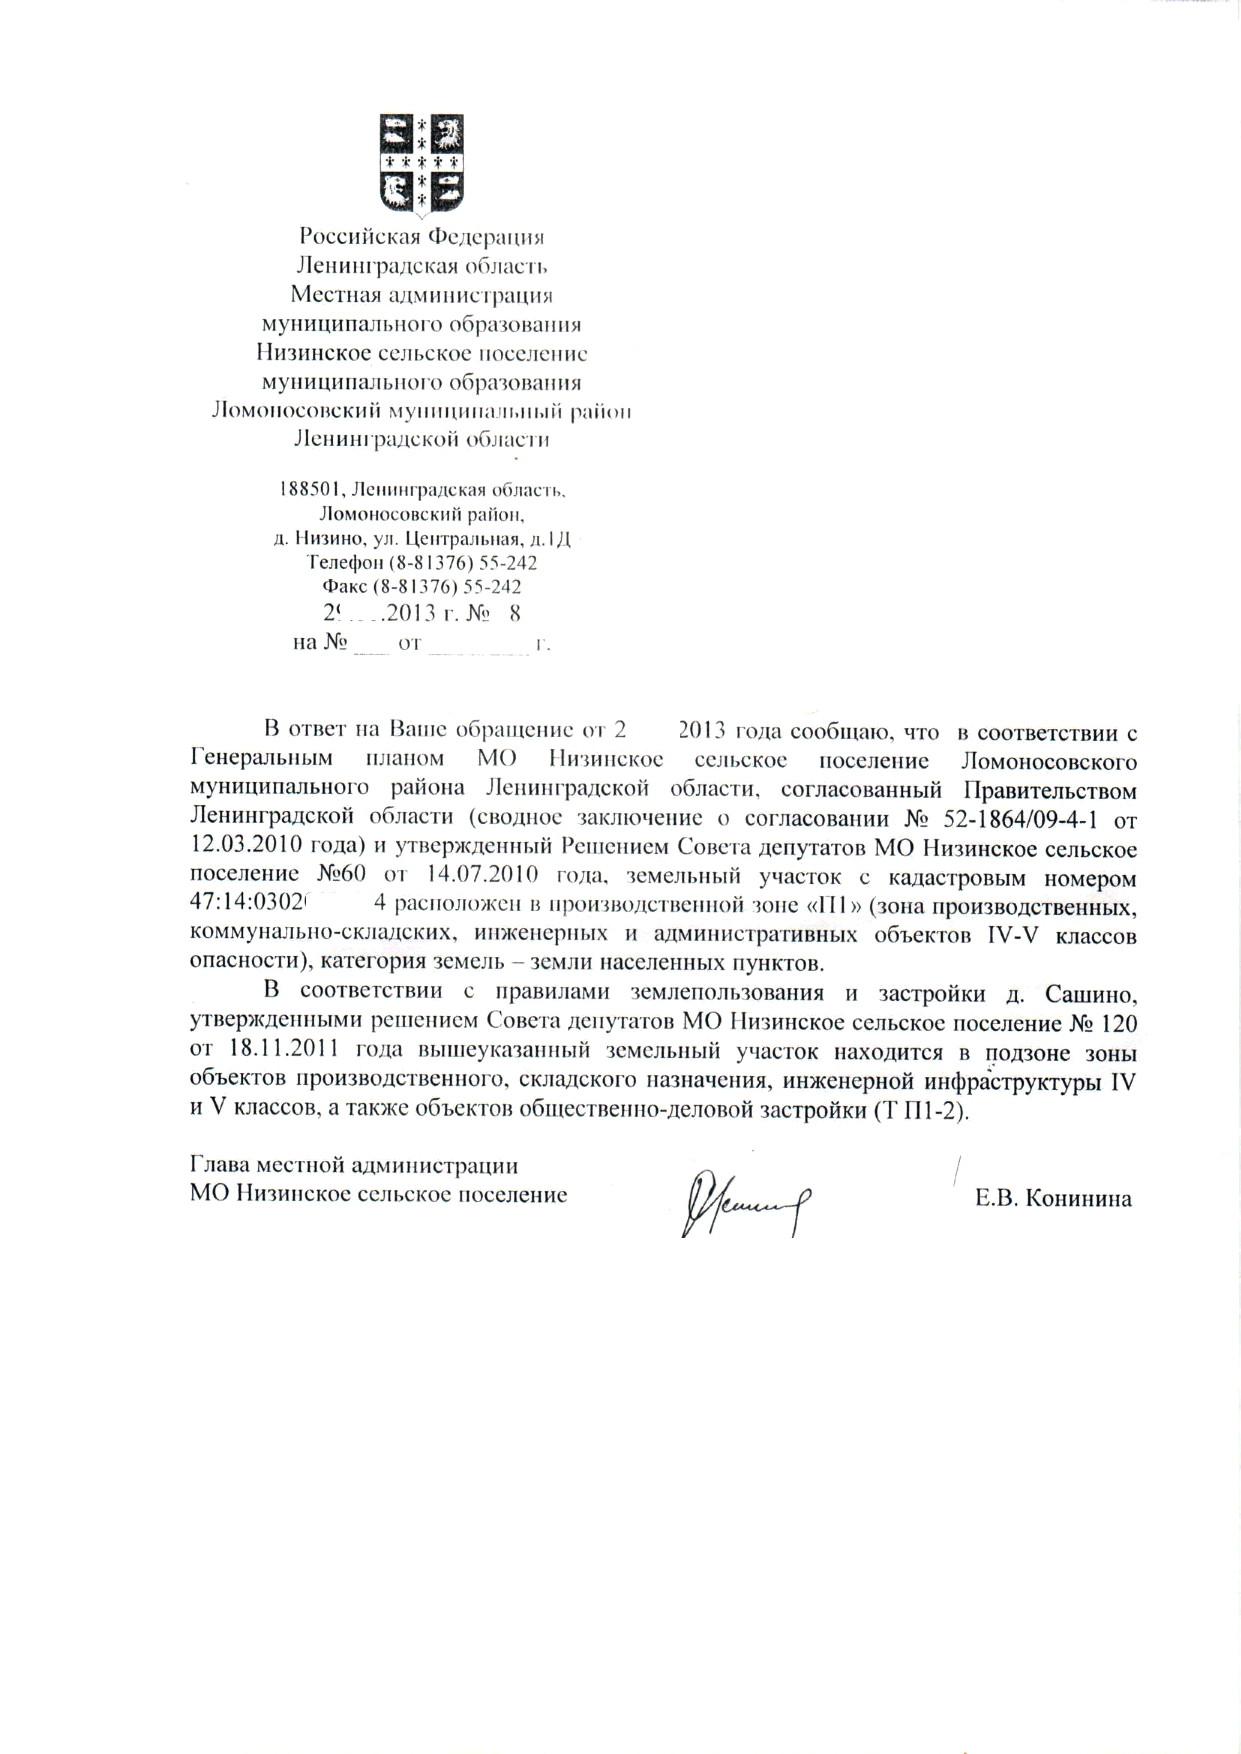 Российская Федерация
Ленинградская область
Местная администрация
муниципального образования
Низинское сельское поселение
муниципального образования
Ломоносовский муниципальный район
Ленинградской области
188501, Ленинградская область,
Ломоносовский район,
д. Низино, ул. Центральная, д.1Д
Телефон (8-81376) 55-242
Факс (8-81376) 55-242
.2013 г. № 8
на № ___ от ________ г.
В ответ на Ваше обращение от 2 2013 года сообщаю, что в соответствии с
Генеральным планом МО Низинское сельское поселение Ломоносовского
муниципального района Ленинградской области, согласованный Правительством
Ленинградской области (сводное заключение о согласовании № 52-1864/09-4-1 от
12.03.2010 года) и утвержденный Решением Совета депутатов МО Низинское сельское
поселение №60 от 14.07.2010 года, земельный участок с кадастровым номером
47:14:0302 4 расположен в производственной зоне «П1» (зона производственных,
коммунально-складских, инженерных и административных объектов IV-V классов
опасности), категория земель – земли населенных пунктов.
В соответствии с правилами землепользования и застройки д. Сашино,
утвержденными решением Совета депутатов МО Низинское сельское поселение № 120
от 18.11.2011 года вышеуказанный земельный участок находится в подзоне зоны
объектов производственного, складского назначения, инженерной инфраструктуры IV
и V классов, а также объектов общественно-деловой застройки (Т П1-2).
Глава местной администрации
МО Низинское сельское поселение Е.В. Конинина